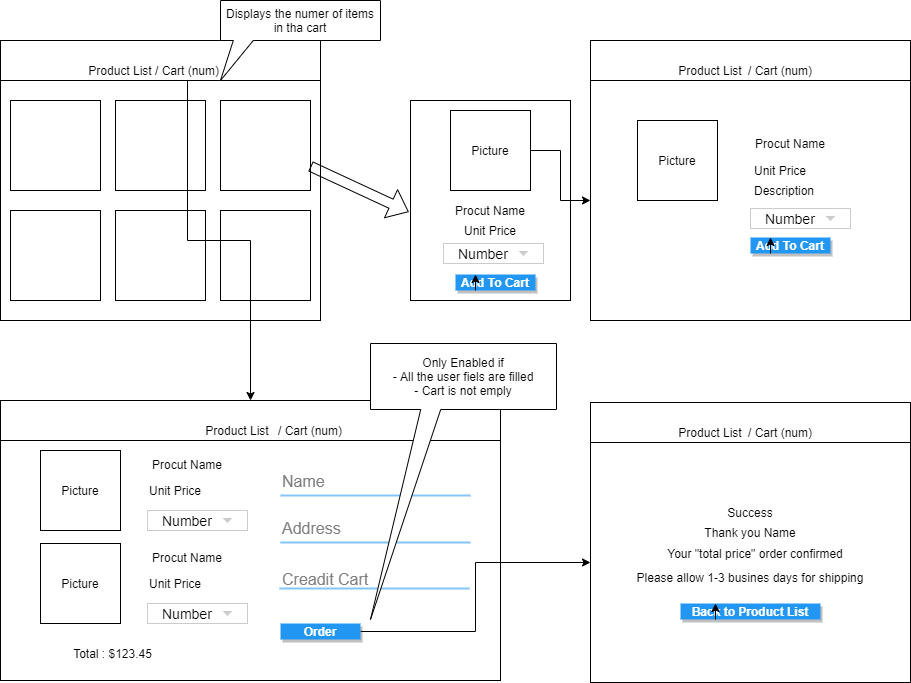 Displays the numer of items
in tha cart
Product List / Cart (num)
Picture
Procut Name
Unit Price
Number
Add To Cart
Product List / Cart (num)
Picture
Procut Name
Unit Price
Description
Number
Add To Cart
Only Enabled if
- All the user fiels are filled
- Cart is not emply
Product List / Cart (num)
Picture
Procut Name
Unit Price
Number
Picture
Procut Name
Unit Price
Number
Total : $123.45
Name
Address
Creadit Cart
Order
Product List / Cart (num)
Success
Thank you Name
Your "total price" order confirmed
Please allow 1-3 busines days for shipping
Back to Product List